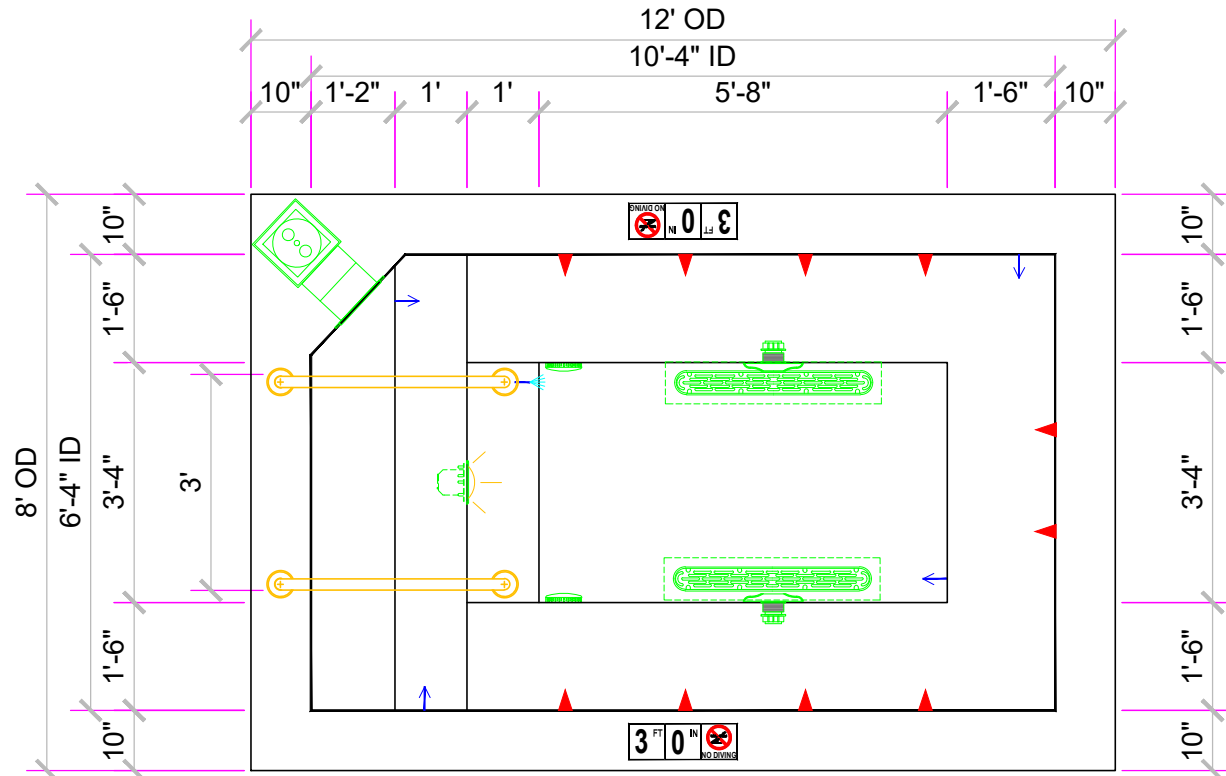 12' OD
10'-4" ID
10" 1'-2" 1' 1' 5'-8" 1'-6" 10"
NO DIVING 0 IN 3 FT
8' OD
6'-4" ID
10"
1'-6"
3'-4"
1'-6"
10"
3'
10"
1'-6"
3'-4"
1'-6"
10"
3 FT 0 IN NO DIVING